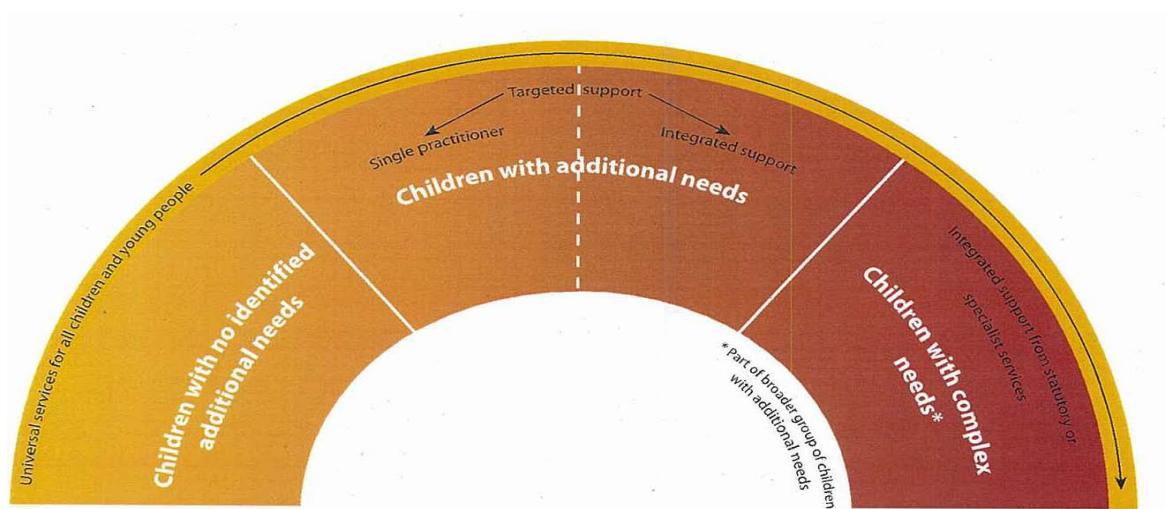 Universal services for all children and young people
Children with no identified
additional needs
Targeted support
Single practitioner
Integrated support
Children with additional needs
Integrated support from statutory or
specialist services
Children with complex
needs*
* Part of broader group of children
with additional needs